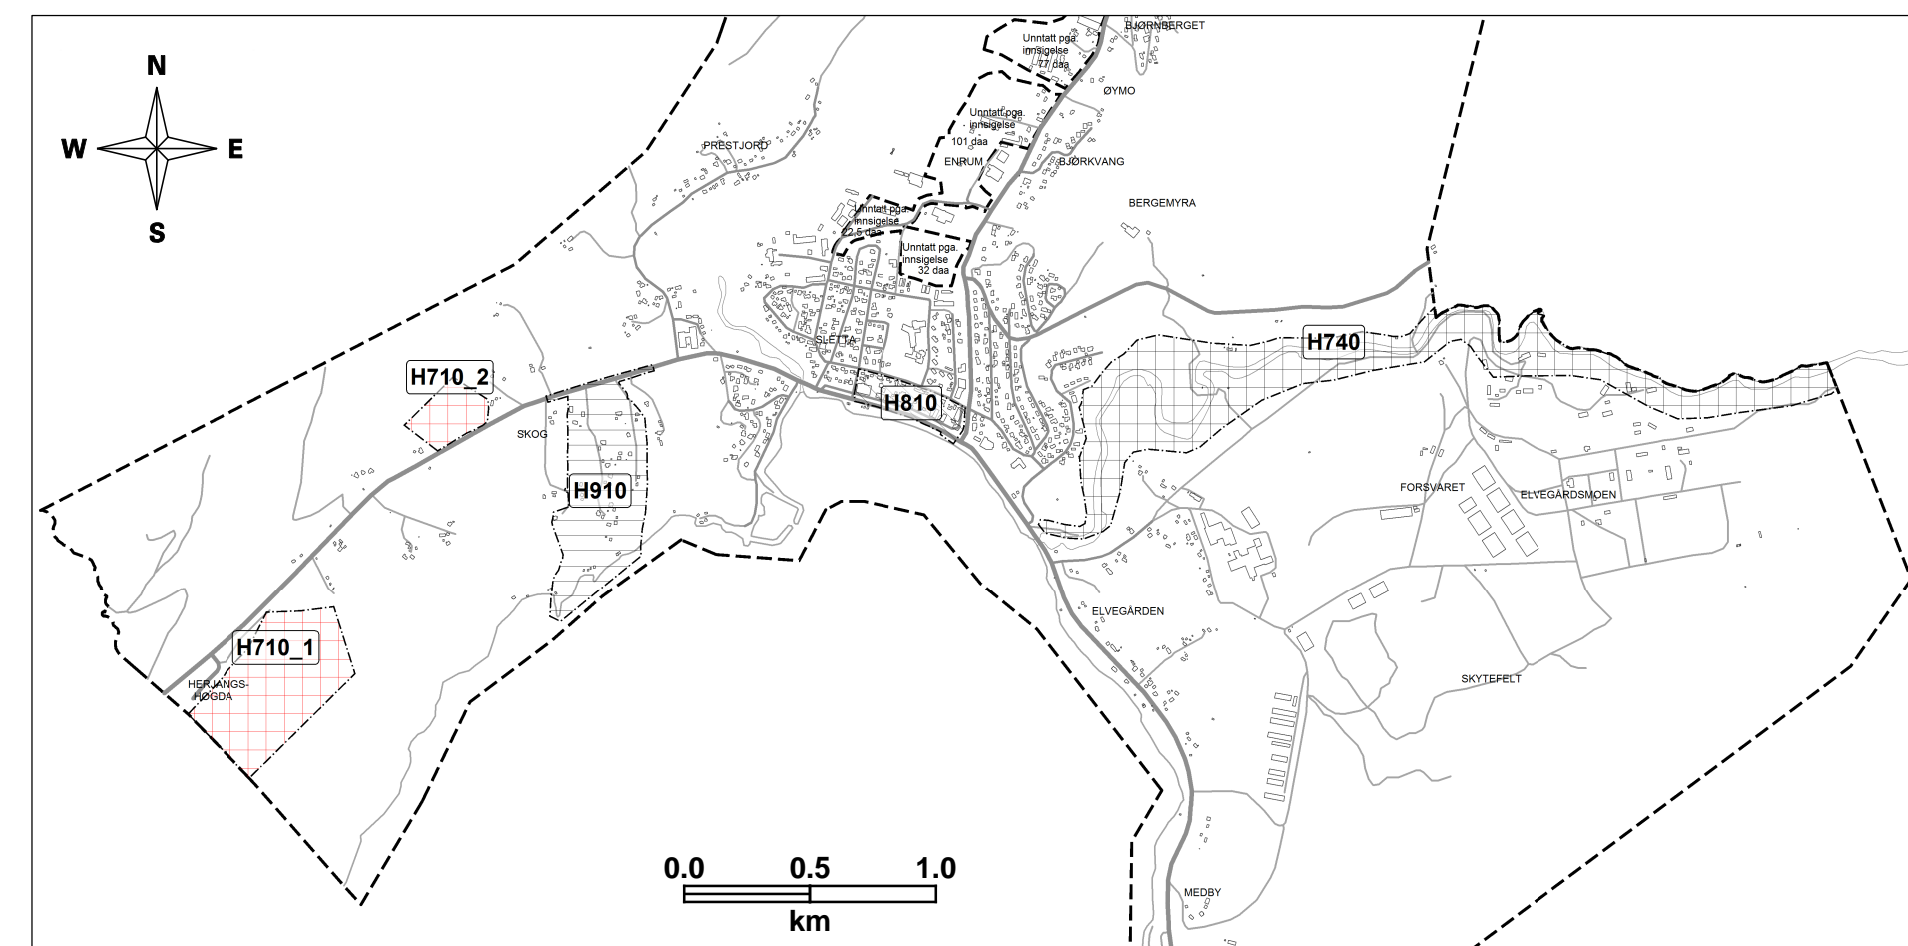 BJØRNBERGET
Unntatt pga.
innsigelse
77 daa
N
W
E
S
ØYMO
Unntatt pga.
innsigelse
101 daa
PRESTJORD
ENRUM
BJØRKVANG
BERGEMYRA
Unntatt pga.
innsigelse
22,5 daa
Unntatt pga.
innsigelse
32 daa
SLETTA
H740
H710_2
H810
SKOG
H910
FORSVARET
ELVEGÅRDSMOEN
ELVEGÅRDEN
H710_1
HERJANGS-
HØGDA
SKYTEFELT
0.0 0.5 1.0
km
MEDBY